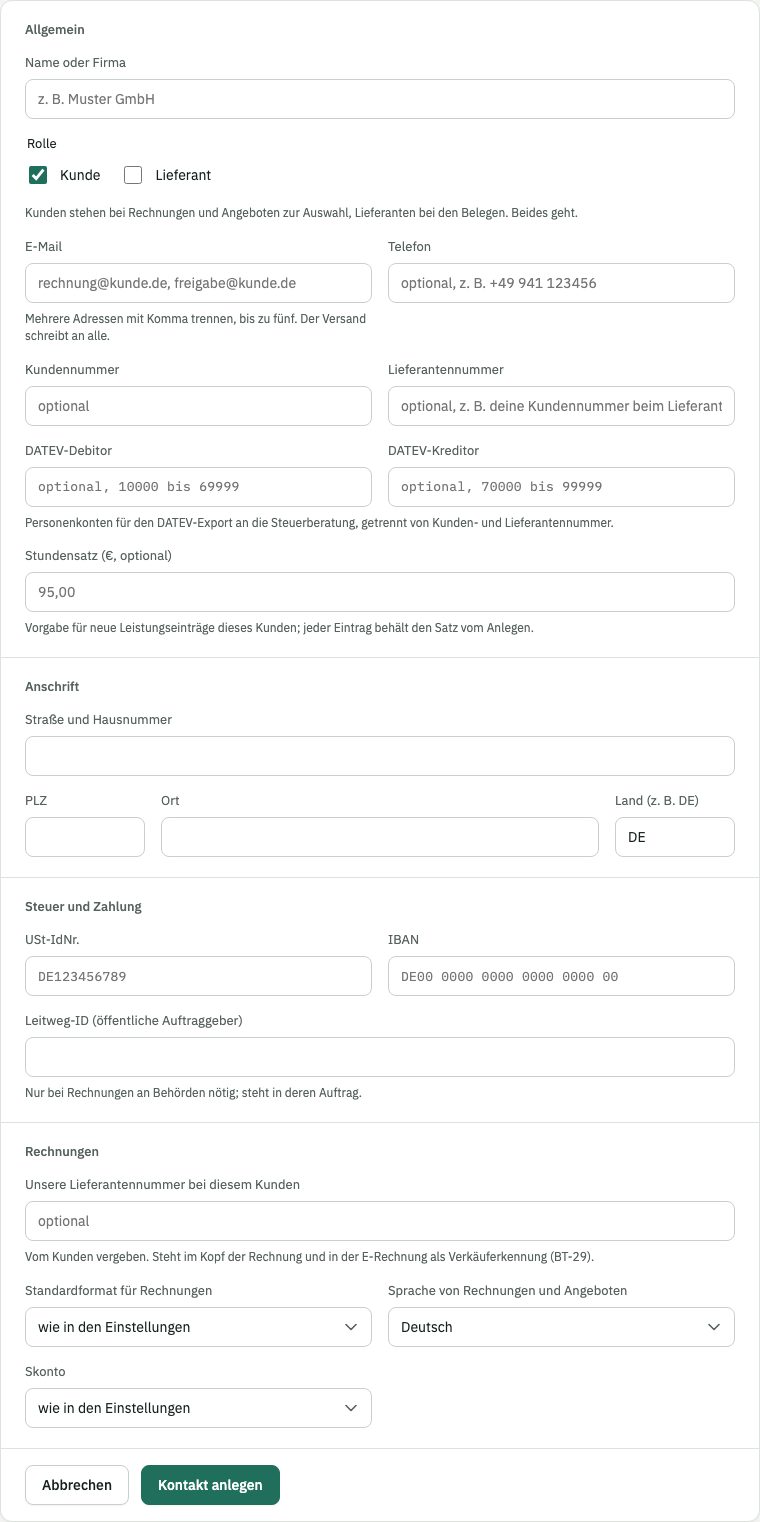 Allgemein
Name oder Firma
z. B. Muster GmbH
Rolle
Kunde Lieferant
Kunden stehen bei Rechnungen und Angeboten zur Auswahl, Lieferanten bei den Belegen. Beides geht.
E-Mail Telefon
rechnung@kunde.de, freigabe@kunde.de optional, z. B. +49 941 123456
Mehrere Adressen mit Komma trennen, bis zu fünf. Der Versand
schreibt an alle.
Kundennummer Lieferantennummer
optional optional, z. B. deine Kundennummer beim Lieferant
DATEV-Debitor DATEV-Kreditor
optional, 10000 bis 69999 optional, 70000 bis 99999
Personenkonten für den DATEV-Export an die Steuerberatung, getrennt von Kunden- und Lieferantennummer.
Stundensatz (€, optional)
95,00
Vorgabe für neue Leistungseinträge dieses Kunden; jeder Eintrag behält den Satz vom Anlegen.
Anschrift
Straße und Hausnummer
PLZ Ort Land (z. B. DE)
DE
Steuer und Zahlung
USt-IdNr. IBAN
DE123456789 DE00 0000 0000 0000 0000 00
Leitweg-ID (öffentliche Auftraggeber)
Nur bei Rechnungen an Behörden nötig; steht in deren Auftrag.
Rechnungen
Unsere Lieferantennummer bei diesem Kunden
optional
Vom Kunden vergeben. Steht im Kopf der Rechnung und in der E-Rechnung als Verkäuferkennung (BT-29).
Standardformat für Rechnungen Sprache von Rechnungen und Angeboten
wie in den Einstellungen Deutsch
Skonto
wie in den Einstellungen
Abbrechen Kontakt anlegen